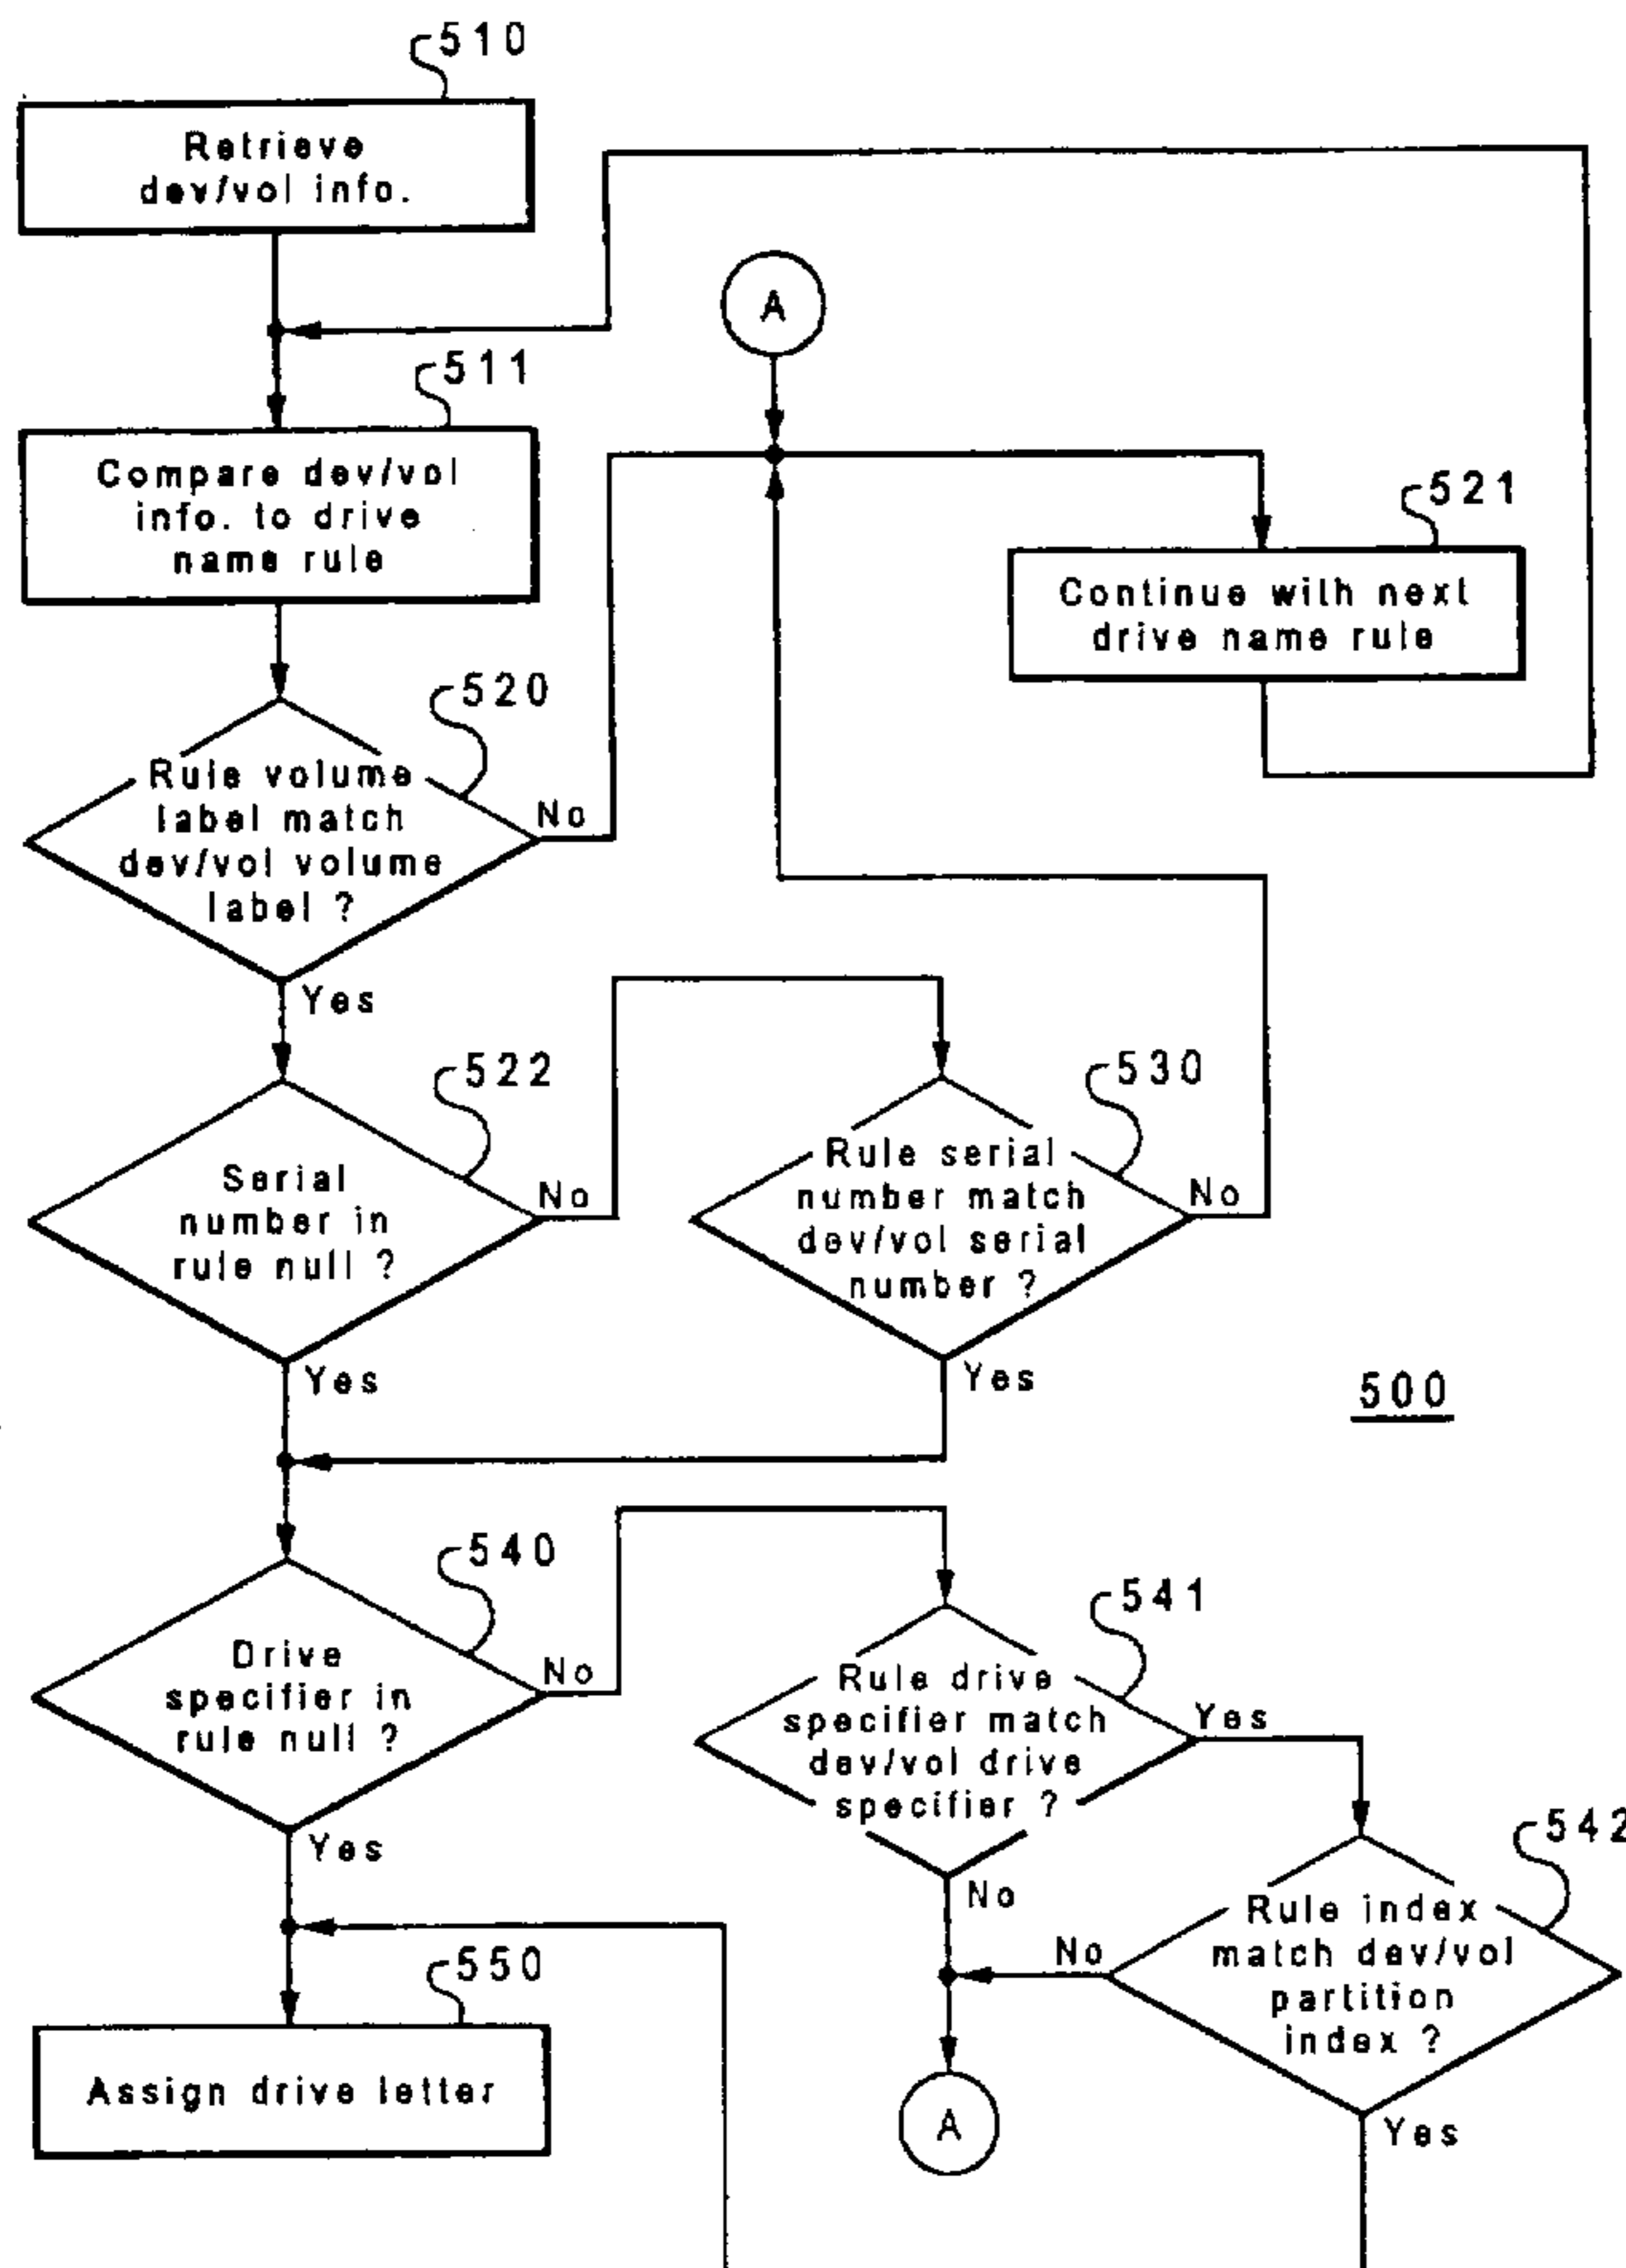 510
Retrieve
dev/vol info.
A
511
Compare dev/vol
info. to drive
name rule
521
Continue with next
drive name rule
520
Rule volume
label match
dev/vol volume
label ?
No
Yes
522
Serial
number in
rule null ?
No
Yes
530
Rule serial
number match
dev/vol serial
number ?
No
Yes
500
540
Drive
specifier in
rule null ?
No
Yes
541
Rule drive
specifier match
dev/vol drive
specifier ?
Yes
No
542
Rule index
match dev/vol
partition
index ?
No
Yes
550
Assign drive letter
A